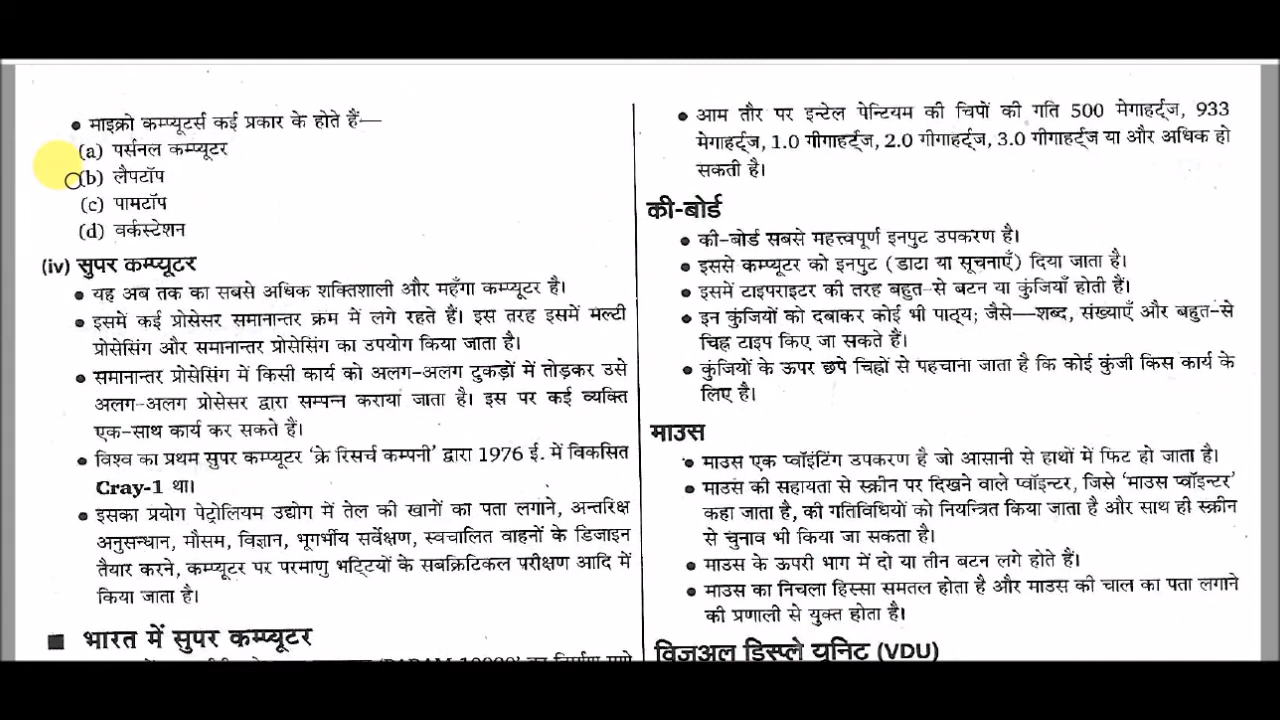 • माइक्रो कम्प्यूटर्स कई प्रकार के होते हैं—
(a) पर्सनल कम्प्यूटर
(b) लैपटॉप
(c) पामटॉप
(d) वर्कस्टेशन
(iv) सुपर कम्प्यूटर
• यह अब तक का सबसे अधिक शक्तिशाली और महँगा कम्प्यूटर है।
• इसमें कई प्रोसेसर समानान्तर क्रम में लगे रहते हैं। इस तरह इसमें मल्टी
प्रोसेसिंग और समानान्तर प्रोसेसिंग का उपयोग किया जाता है।
• समानान्तर प्रोसेसिंग में किसी कार्य को अलग-अलग टुकड़ों में तोड़कर उसे
अलग-अलग प्रोसेसर द्वारा सम्पन्न कराया जाता है। इस पर कई व्यक्ति
एक-साथ कार्य कर सकते हैं।
• विश्व का प्रथम सुपर कम्प्यूटर ‘क्रे रिसर्च कम्पनी’ द्वारा 1976 ई. में विकसित
Cray-1 था।
• इसका प्रयोग पेट्रोलियम उद्योग में तेल की खानों का पता लगाने, अन्तरिक्ष
अनुसन्धान, मौसम, विज्ञान, भूगर्भीय सर्वेक्षण, स्वचालित वाहनों के डिजाइन
तैयार करने, कम्प्यूटर पर परमाणु भट्टियों के सबक्रिटिकल परीक्षण आदि में
किया जाता है।
■ भारत में सुपर कम्प्यूटर
• आम तौर पर इन्टेल पेन्टियम की चिपों की गति 500 मेगाहर्ट्ज, 933
मेगाहर्ट्ज, 1.0 गीगाहर्ट्ज, 2.0 गीगाहर्ट्ज, 3.0 गीगाहर्ट्ज या और अधिक हो
सकती है।
की-बोर्ड
• की-बोर्ड सबसे महत्त्वपूर्ण इनपुट उपकरण है।
• इससे कम्प्यूटर को इनपुट (डाटा या सूचनाएँ) दिया जाता है।
• इसमें टाइपराइटर की तरह बहुत-से बटन या कुंजियाँ होती हैं।
• इन कुंजियों को दबाकर कोई भी पाठ्य; जैसे—शब्द, संख्याएँ और बहुत-से
चिह्न टाइप किए जा सकते हैं।
• कुंजियों के ऊपर छपे चिह्नों से पहचाना जाता है कि कोई कुंजी किस कार्य के
लिए है।
माउस
• माउस एक प्वॉइंटिंग उपकरण है जो आसानी से हाथों में फिट हो जाता है।
• माउस की सहायता से स्क्रीन पर दिखने वाले प्वॉइन्टर, जिसे ‘माउस प्वॉइन्टर’
कहा जाता है, की गतिविधियों को नियन्त्रित किया जाता है और साथ ही स्क्रीन
से चुनाव भी किया जा सकता है।
• माउस के ऊपरी भाग में दो या तीन बटन लगे होते हैं।
• माउस का निचला हिस्सा समतल होता है और माउस की चाल का पता लगाने
की प्रणाली से युक्त होता है।
विजुअल डिस्प्ले यूनिट (VDU)